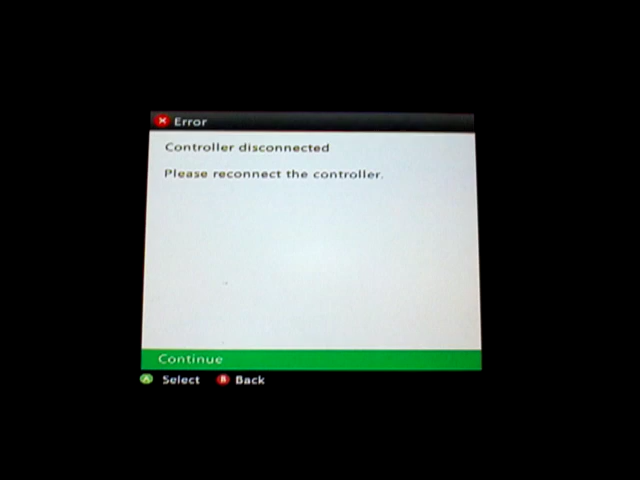 Error
Controller disconnected
Please reconnect the controller.
Continue
A Select B Back